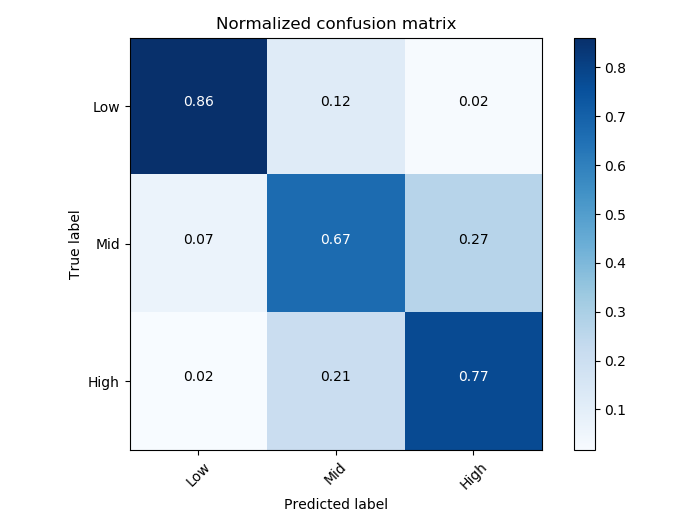 Normalized confusion matrix
Low 0.86 0.12 0.02
Mid 0.07 0.67 0.27
High 0.02 0.21 0.77
Low Mid High
True label
Predicted label
0.8
0.7
0.6
0.5
0.4
0.3
0.2
0.1